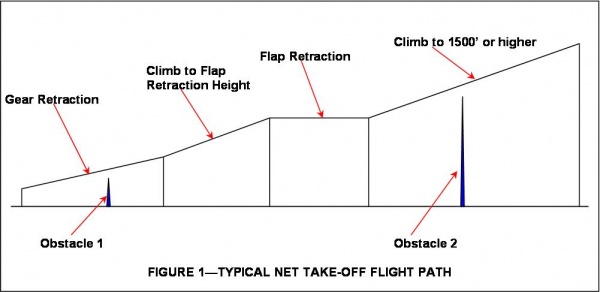 Climb to 1500' or higher
Flap Retraction
Climb to Flap
Retraction Height
Gear Retraction
Obstacle 1
Obstacle 2
FIGURE 1—TYPICAL NET TAKE-OFF FLIGHT PATH